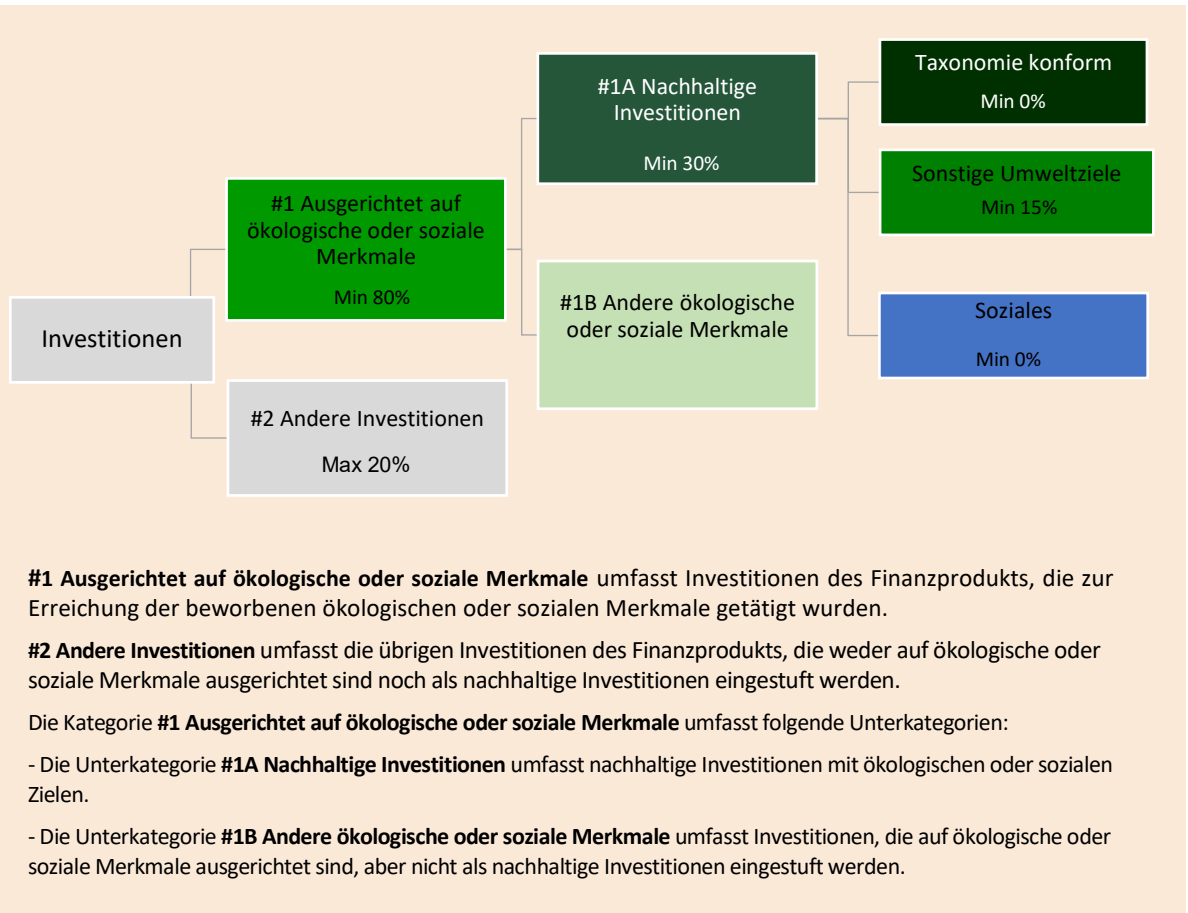 Investitionen
#1 Ausgerichtet auf
ökologische oder soziale
Merkmale
Min 80%
#2 Andere Investitionen
Max 20%
#1A Nachhaltige
Investitionen
Min 30%
#1B Andere ökologische
oder soziale Merkmale
Taxonomie konform
Min 0%
Sonstige Umweltziele
Min 15%
Soziales
Min 0%
#1 Ausgerichtet auf ökologische oder soziale Merkmale umfasst Investitionen des Finanzprodukts, die zur
Erreichung der beworbenen ökologischen oder sozialen Merkmale getätigt wurden.
#2 Andere Investitionen umfasst die übrigen Investitionen des Finanzprodukts, die weder auf ökologische oder
soziale Merkmale ausgerichtet sind noch als nachhaltige Investitionen eingestuft werden.
Die Kategorie #1 Ausgerichtet auf ökologische oder soziale Merkmale umfasst folgende Unterkategorien:
- Die Unterkategorie #1A Nachhaltige Investitionen umfasst nachhaltige Investitionen mit ökologischen oder sozialen
Zielen.
- Die Unterkategorie #1B Andere ökologische oder soziale Merkmale umfasst Investitionen, die auf ökologische oder
soziale Merkmale ausgerichtet sind, aber nicht als nachhaltige Investitionen eingestuft werden.